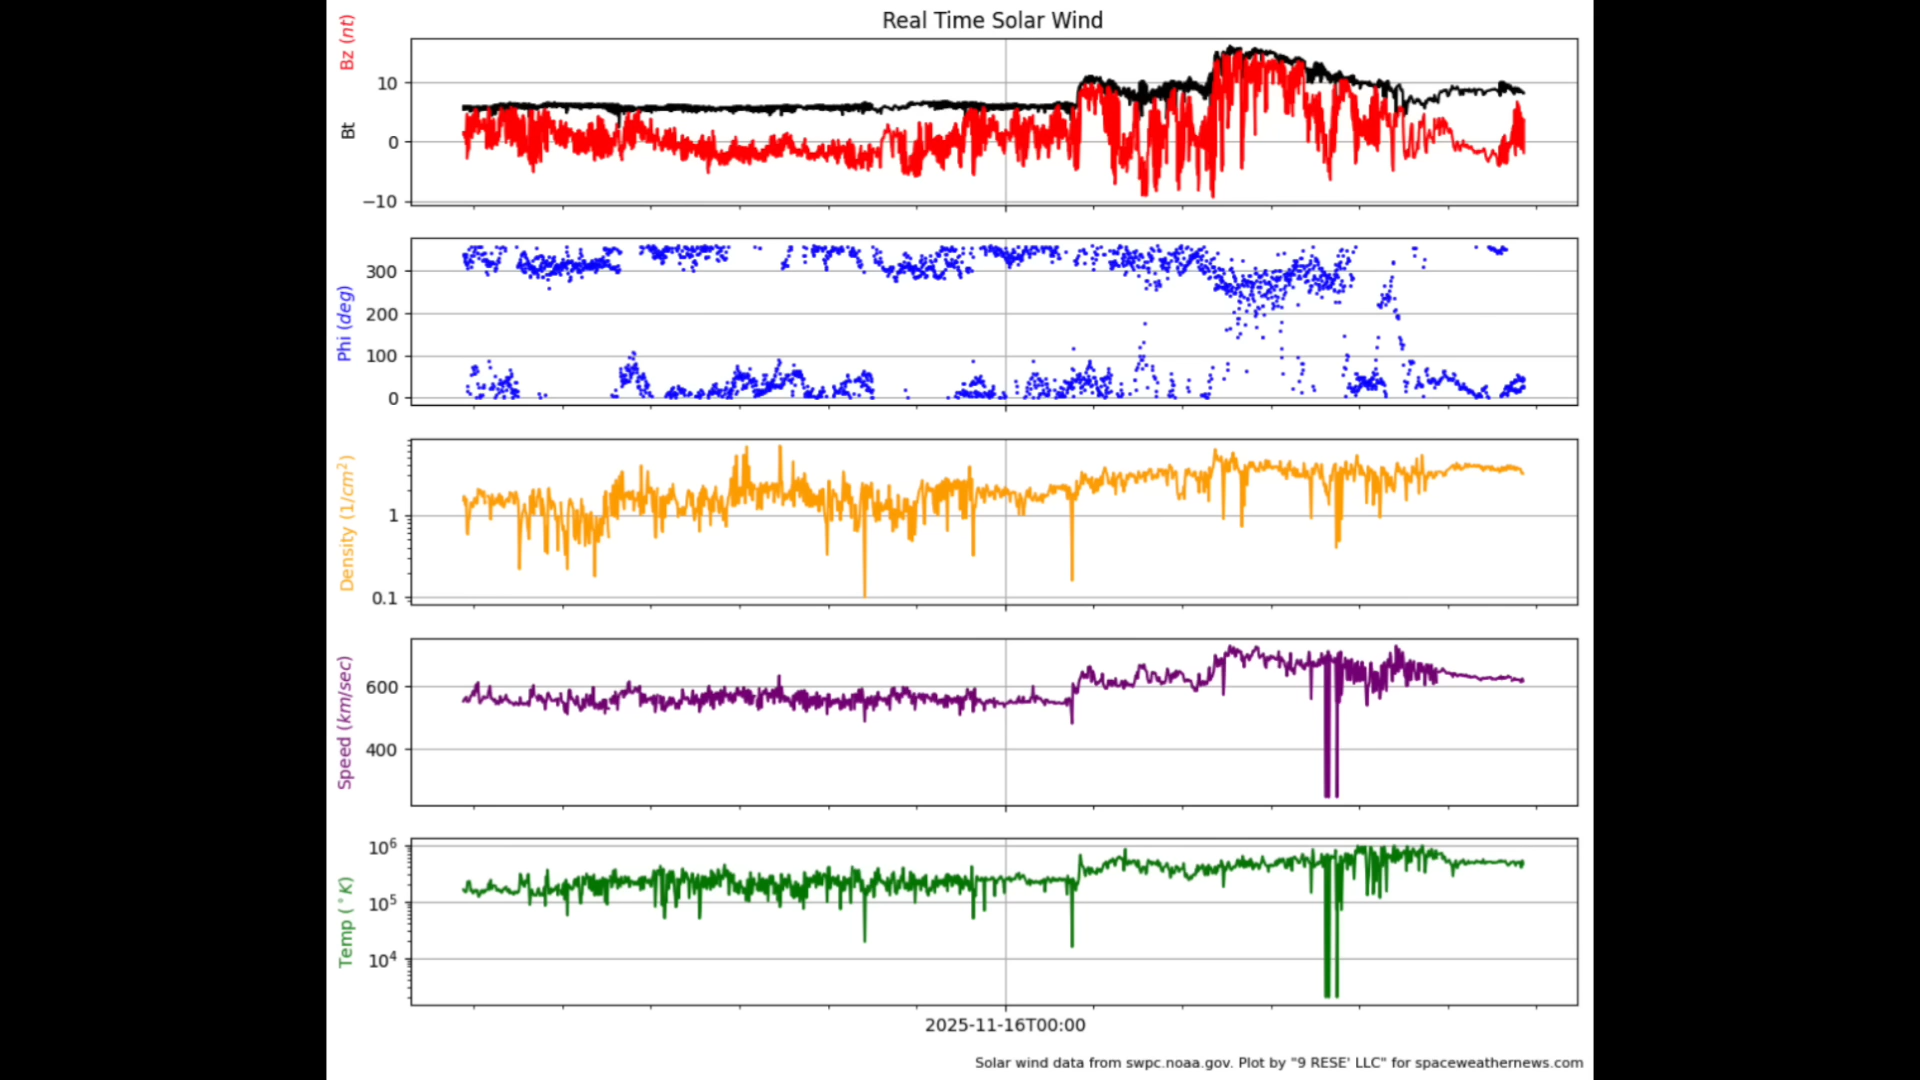 Real Time Solar Wind
Bz (nt)
Bt
10
0
−10
Phi (deg)
300
200
100
0
Density (1/cm²)
1
0.1
Speed (km/sec)
600
400
Temp (°K)
10⁶
10⁵
10⁴
2025-11-16T00:00
Solar wind data from swpc.noaa.gov. Plot by "9 RESE' LLC" for spaceweathernews.com